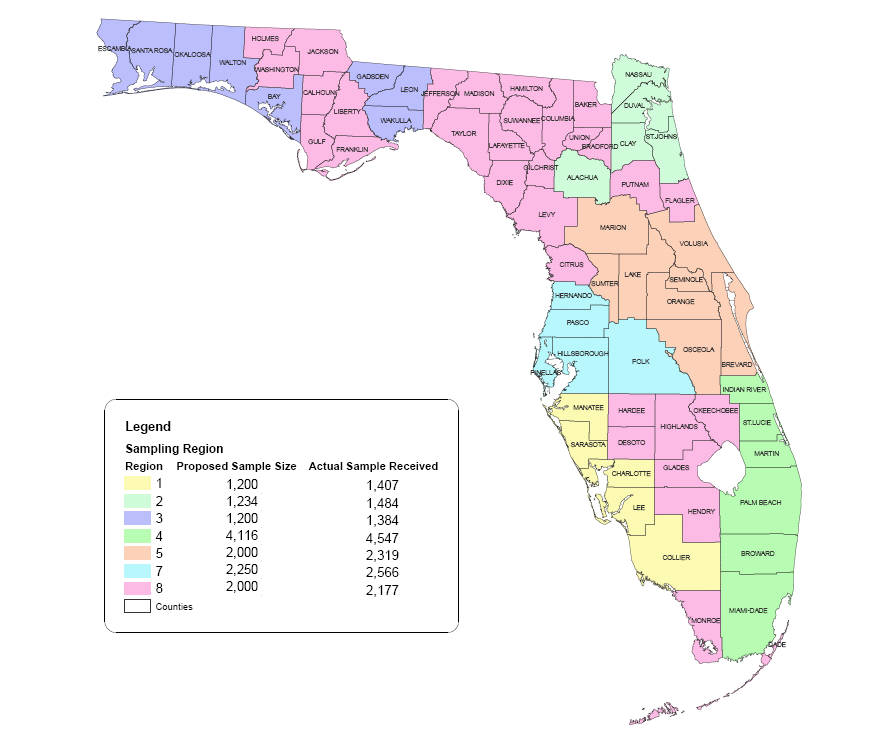 HOLMES
JACKSON
ESCAMBIA
SANTA ROSA
OKALOOSA
WALTON
WASHINGTON
BAY
CALHOUN
LIBERTY
GULF
FRANKLIN
GADSDEN
LEON
WAKULLA
JEFFERSON
MADISON
HAMILTON
TAYLOR
SUWANNEE
COLUMBIA
BAKER
NASSAU
DUVAL
LAFAYETTE
UNION
BRADFORD
CLAY
ST.JOHNS
DIXIE
GILCHRIST
ALACHUA
PUTNAM
FLAGLER
LEVY
MARION
VOLUSIA
CITRUS
SUMTER
LAKE
SEMINOLE
ORANGE
HERNANDO
PASCO
HILLSBOROUGH
PINELLAS
POLK
OSCEOLA
BREVARD
INDIAN RIVER
MANATEE
HARDEE
HIGHLANDS
OKEECHOBEE
ST.LUCIE
SARASOTA
DESOTO
MARTIN
CHARLOTTE
GLADES
LEE
HENDRY
PALM BEACH
COLLIER
BROWARD
MONROE
MIAMI-DADE
DADE
Legend
Sampling Region
Region Proposed Sample Size Actual Sample Received
1 1,200 1,407
2 1,234 1,484
3 1,200 1,384
4 4,116 4,547
5 2,000 2,319
7 2,250 2,566
8 2,000 2,177
Counties